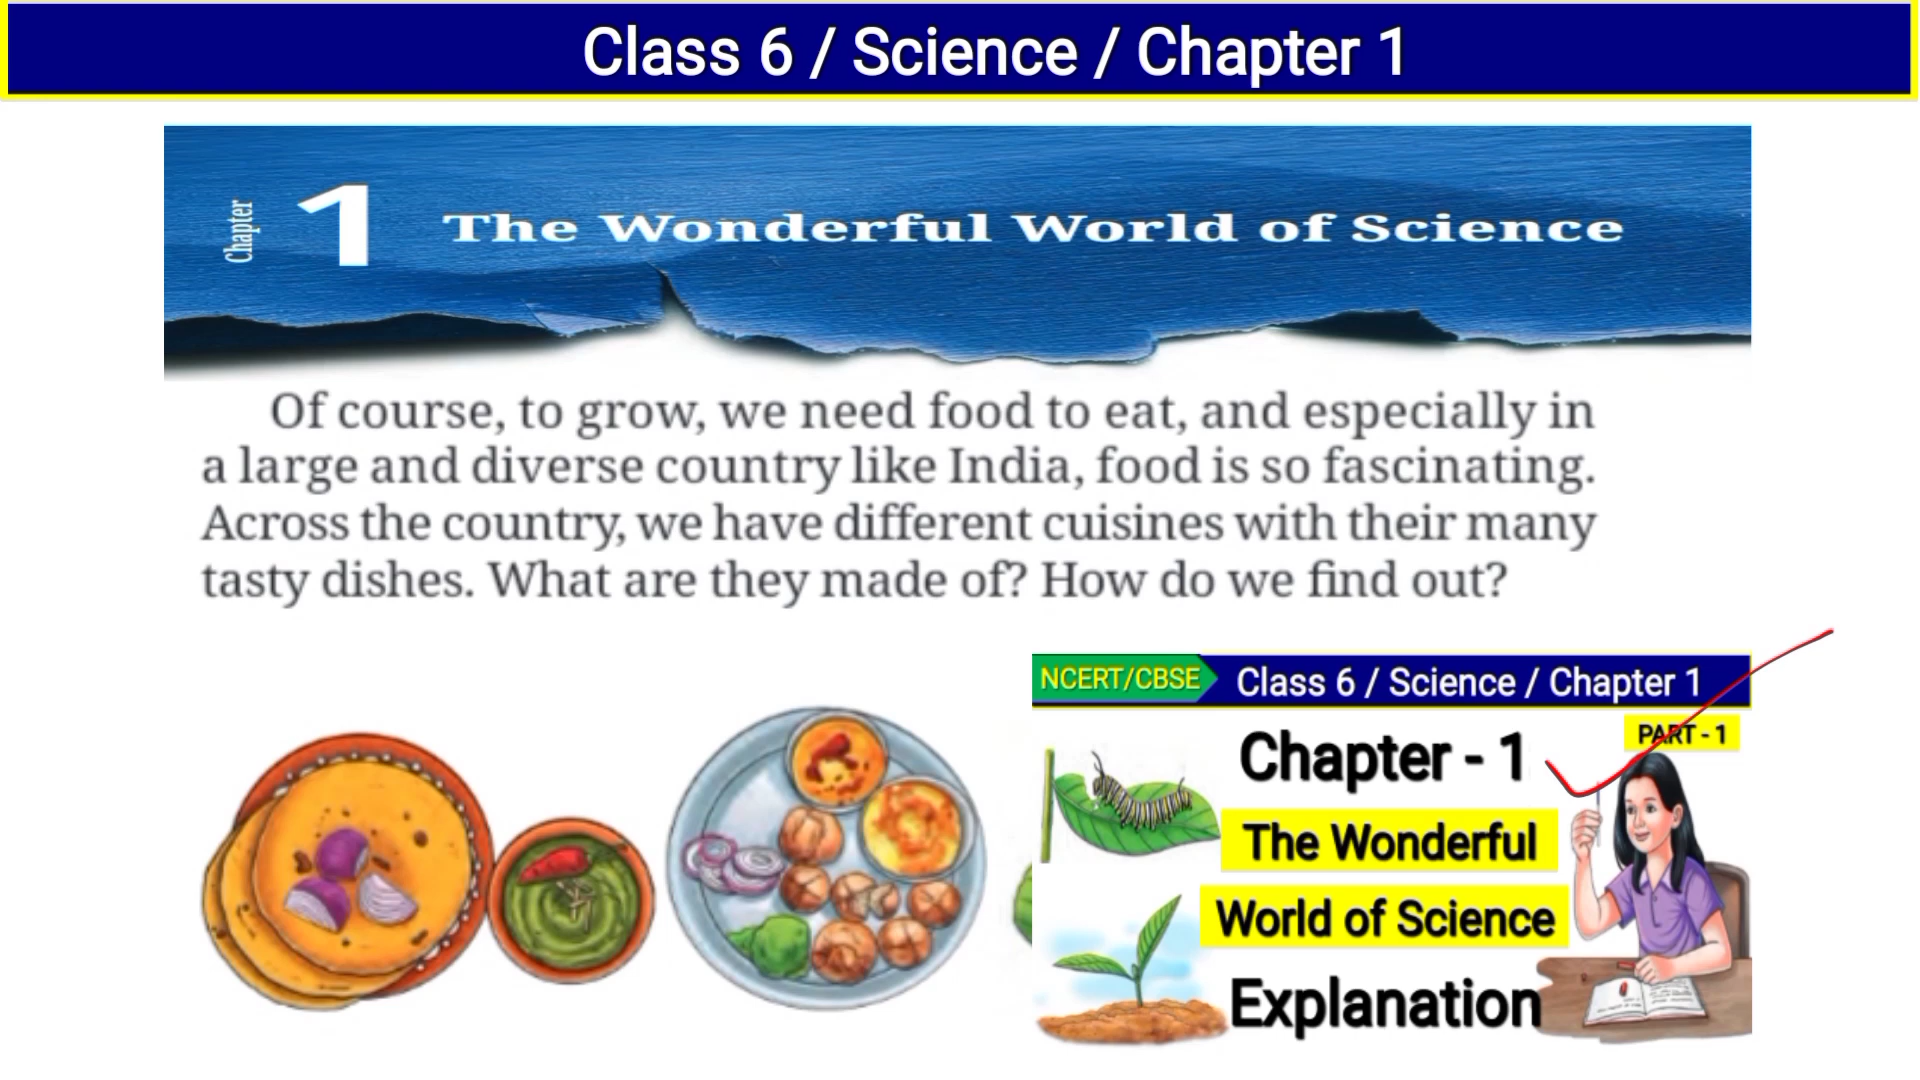 Class 6 / Science / Chapter 1
Chapter
1
The Wonderful World of Science
Of course, to grow, we need food to eat, and especially in
a large and diverse country like India, food is so fascinating.
Across the country, we have different cuisines with their many
tasty dishes. What are they made of? How do we find out?
NCERT/CBSE
Class 6 / Science / Chapter 1
PART - 1
Chapter - 1
The Wonderful
World of Science
Explanation